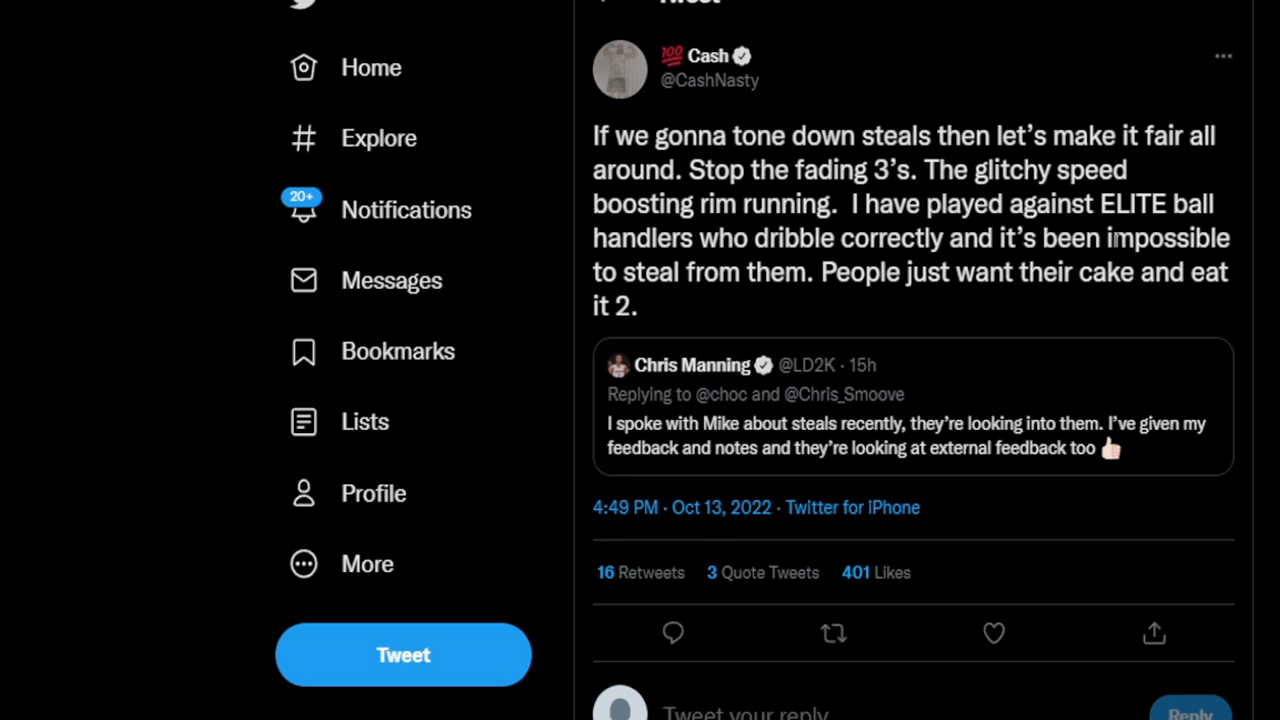 Tweet
Home
Explore
20+
Notifications
Messages
Bookmarks
Lists
Profile
More
Tweet
💯 Cash
@CashNasty
If we gonna tone down steals then let's make it fair all
around. Stop the fading 3's. The glitchy speed
boosting rim running. I have played against ELITE ball
handlers who dribble correctly and it's been impossible
to steal from them. People just want their cake and eat
it 2.
Chris Manning @LD2K · 15h
Replying to @choc and @Chris_Smoove
I spoke with Mike about steals recently, they're looking into them. I've given my
feedback and notes and they're looking at external feedback too 👍🏻
4:49 PM · Oct 13, 2022 · Twitter for iPhone
16 Retweets 3 Quote Tweets 401 Likes
Tweet your reply
Reply